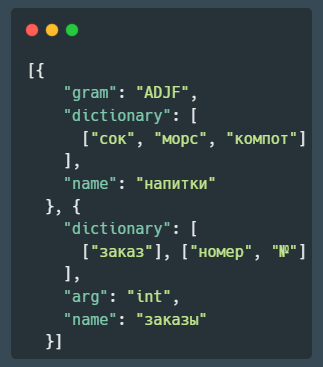 [{
"gram": "ADJF",
"dictionary": [
["сок", "морс", "компот"]
],
"name": "напитки"
}, {
"dictionary": [
["заказ"], ["номер", "№"]
],
"arg": "int",
"name": "заказы"
}]